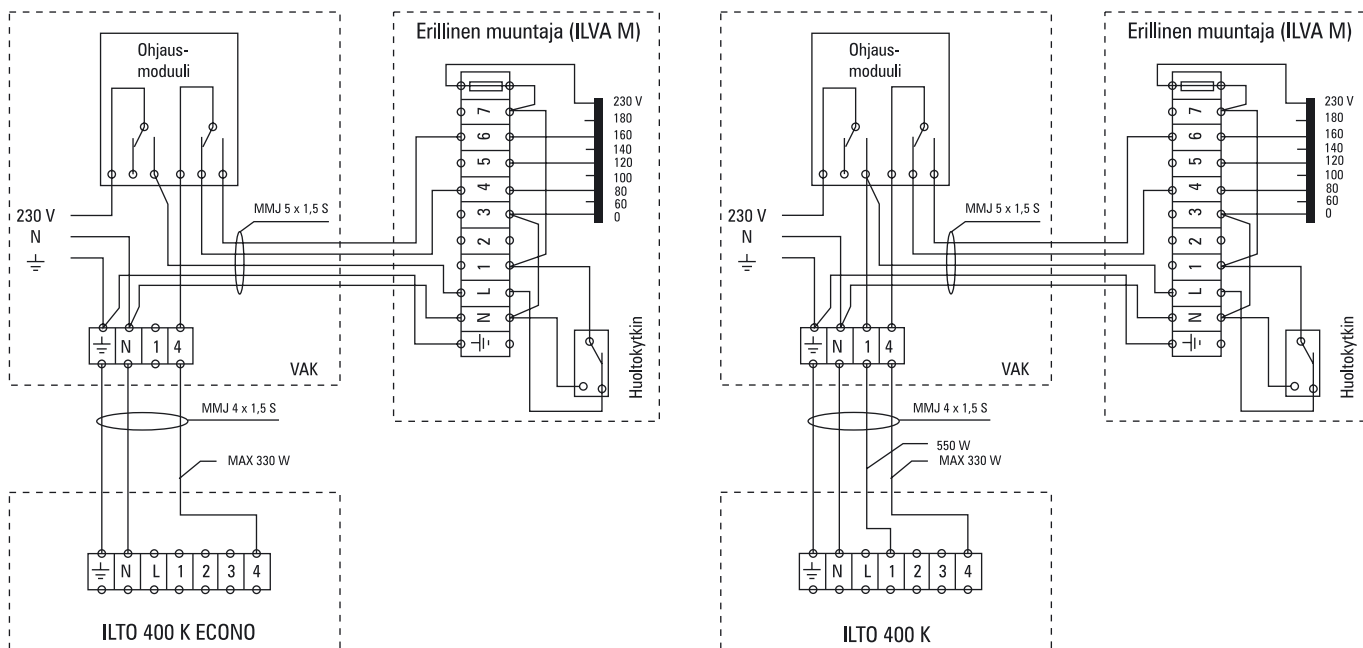 Ohjaus-
moduuli
Erillinen muuntaja (ILVA M)
7
6
5
4
3
2
1
L
N
230 V
180
160
140
120
100
80
60
0
MMJ 5 x 1,5 S
230 V
N
N
1
4
VAK
Huoltokytkin
MMJ 4 x 1,5 S
MAX 330 W
N
L
1
2
3
4
ILTO 400 K ECONO
Ohjaus-
moduuli
Erillinen muuntaja (ILVA M)
7
6
5
4
3
2
1
L
N
230 V
180
160
140
120
100
80
60
0
MMJ 5 x 1,5 S
230 V
N
N
1
4
VAK
Huoltokytkin
MMJ 4 x 1,5 S
550 W
MAX 330 W
N
L
1
2
3
4
ILTO 400 K